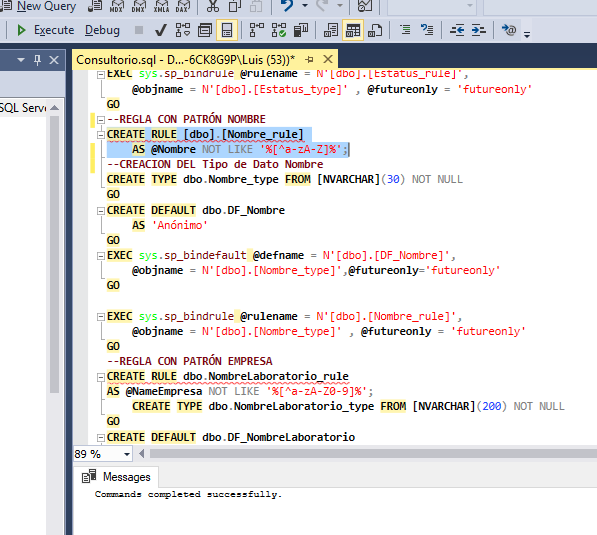 New Query
MDX
DMX
XMLA
DAX
Execute
Debug
Consultorio.sql - D...-6CK8G9P\Luis (53))*
SQL Serve
EXEC sys.sp_bindrule @rulename = N'[dbo].[Estatus_rule]',
@objname = N'[dbo].[Estatus_type]' , @futureonly = 'futureonly'
GO
--REGLA CON PATRÓN NOMBRE
CREATE RULE [dbo].[Nombre_rule]
AS @Nombre NOT LIKE '%[^a-zA-Z]%';
--CREACION DEL Tipo de Dato Nombre
CREATE TYPE dbo.Nombre_type FROM [NVARCHAR](30) NOT NULL
GO
CREATE DEFAULT dbo.DF_Nombre
AS 'Anónimo'
GO
EXEC sys.sp_bindefault @defname = N'[dbo].[DF_Nombre]',
@objname = N'[dbo].[Nombre_type]',@futureonly='futureonly'
GO
EXEC sys.sp_bindrule @rulename = N'[dbo].[Nombre_rule]',
@objname = N'[dbo].[Nombre_type]' , @futureonly = 'futureonly'
GO
--REGLA CON PATRÓN EMPRESA
CREATE RULE dbo.NombreLaboratorio_rule
AS @NameEmpresa NOT LIKE '%[^a-zA-Z0-9]%';
CREATE TYPE dbo.NombreLaboratorio_type FROM [NVARCHAR](200) NOT NULL
GO
CREATE DEFAULT dbo.DF_NombreLaboratorio
89 %
Messages
Commands completed successfully.